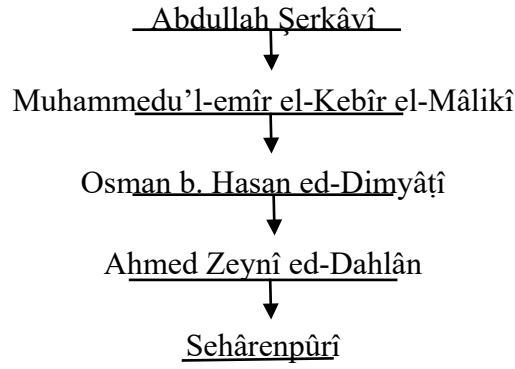 Abdullah Şerkâvî
Muhammedu’l-emîr el-Kebîr el-Mâlikî
Osman b. Hasan ed-Dimyâṭî
Ahmed Zeynî ed-Dahlân
Sehârenpûrî